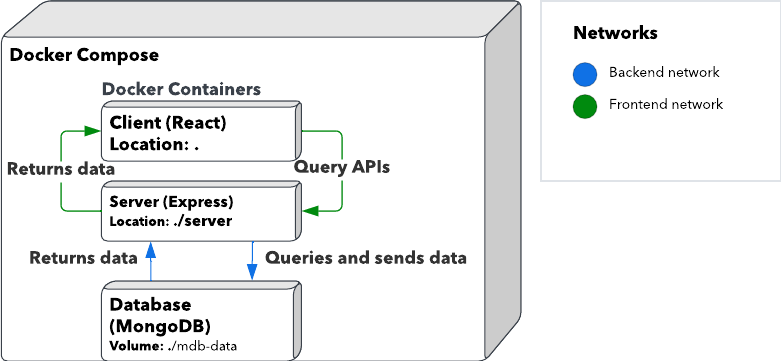 Docker Compose
Docker Containers
Client (React)
Location: .
Returns data
Query APIs
Server (Express)
Location: ./server
Returns data
Queries and sends data
Database
(MongoDB)
Volume: ./mdb-data
Networks
Backend network
Frontend network